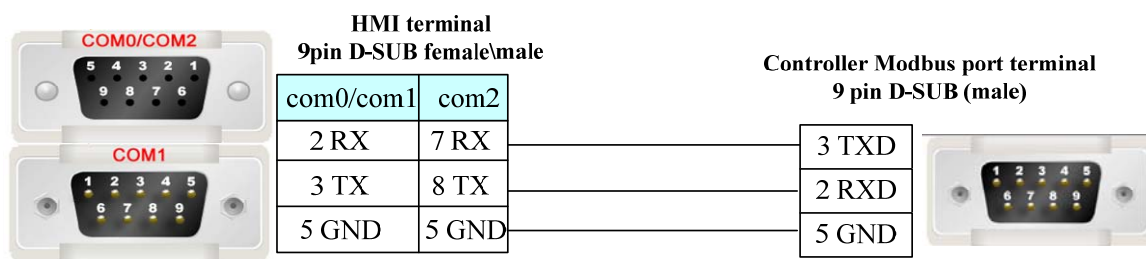 HMI terminal
9pin D-SUB female\male
COM0/COM2
5 4 3 2 1
9 8 7 6
COM1
1 2 3 4 5
6 7 8 9
com0/com1 com2
2 RX 7 RX
3 TX 8 TX
5 GND 5 GND
Controller Modbus port terminal
9 pin D-SUB (male)
3 TXD
2 RXD
5 GND
1 2 3 4 5
6 7 8 9